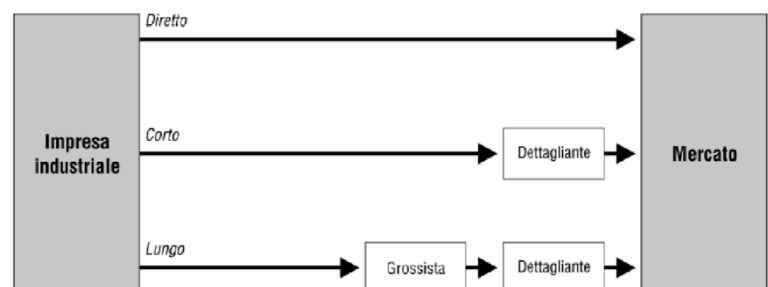 Diretto
Impresa
industriale
Corto
Dettagliante
Mercato
Lungo
Grossista
Dettagliante